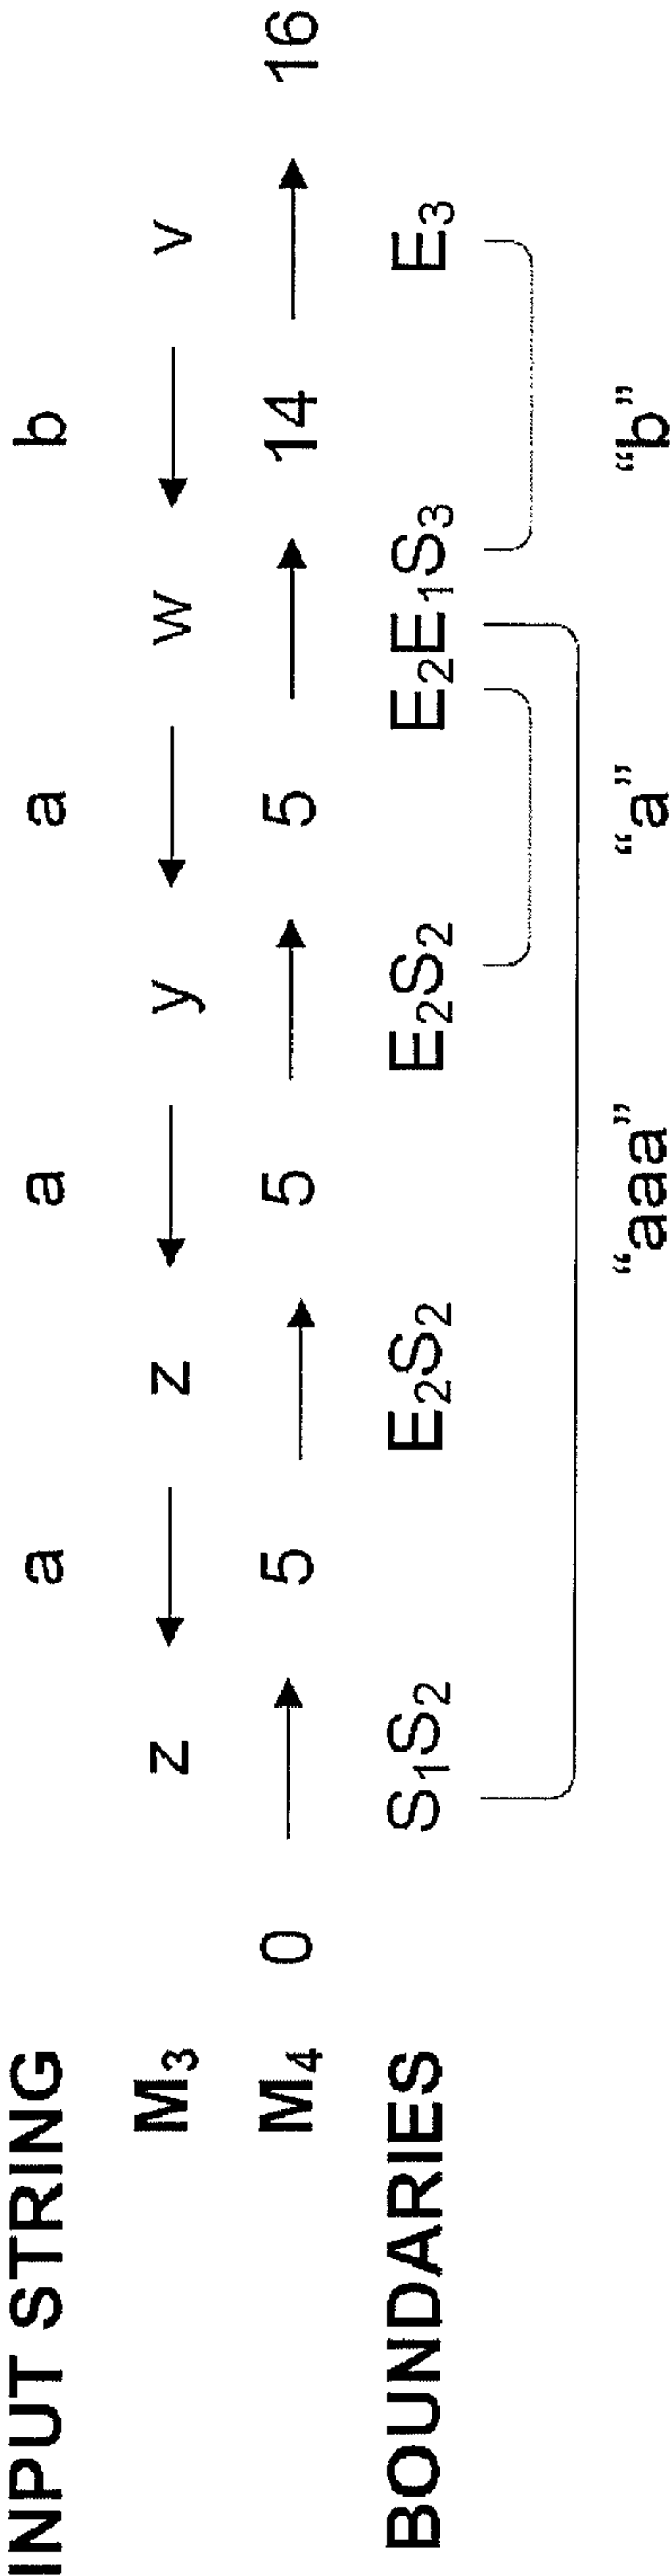 INPUT STRING a a a b
M₃ z z y w v
M₄ 0 5 5 5 14 16
BOUNDARIES S₁S₂ E₂S₂ E₂S₂ E₂E₁S₃ E₃
“aaa” “a” “b”